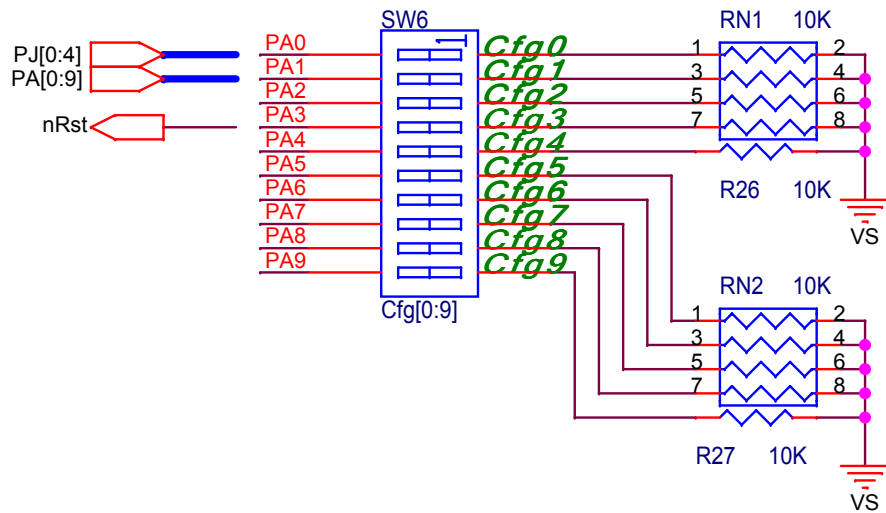 SW6
1
RN1 10K
PJ[0:4]
PA[0:9]
nRst
PA0 Cfg0 1 2
PA1 Cfg1 3 4
PA2 Cfg2 5 6
PA3 Cfg3 7 8
PA4 Cfg4
PA5 Cfg5
PA6 Cfg6
PA7 Cfg7
PA8 Cfg8
PA9 Cfg9
R26 10K
VS
Cfg[0:9]
RN2 10K
1 2
3 4
5 6
7 8
R27 10K
VS